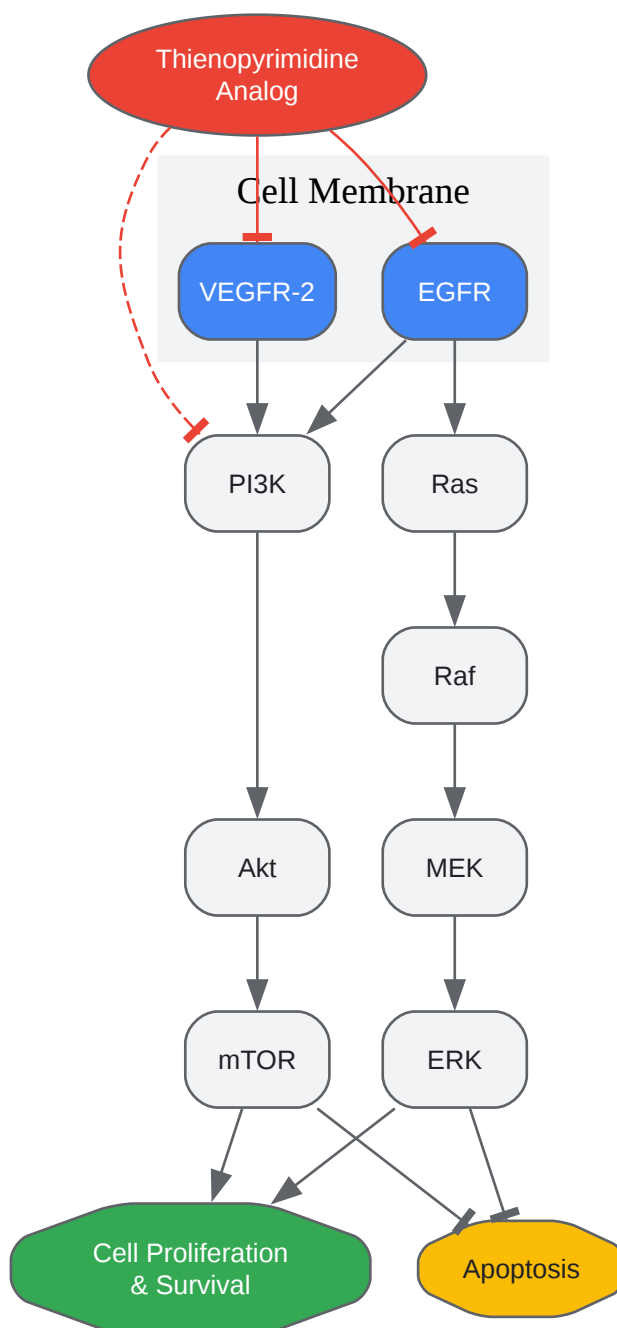 Thienopyrimidine
Analog
Cell Membrane
VEGFR-2
EGFR
PI3K
Ras
Raf
Akt
MEK
mTOR
ERK
Cell Proliferation
& Survival
Apoptosis